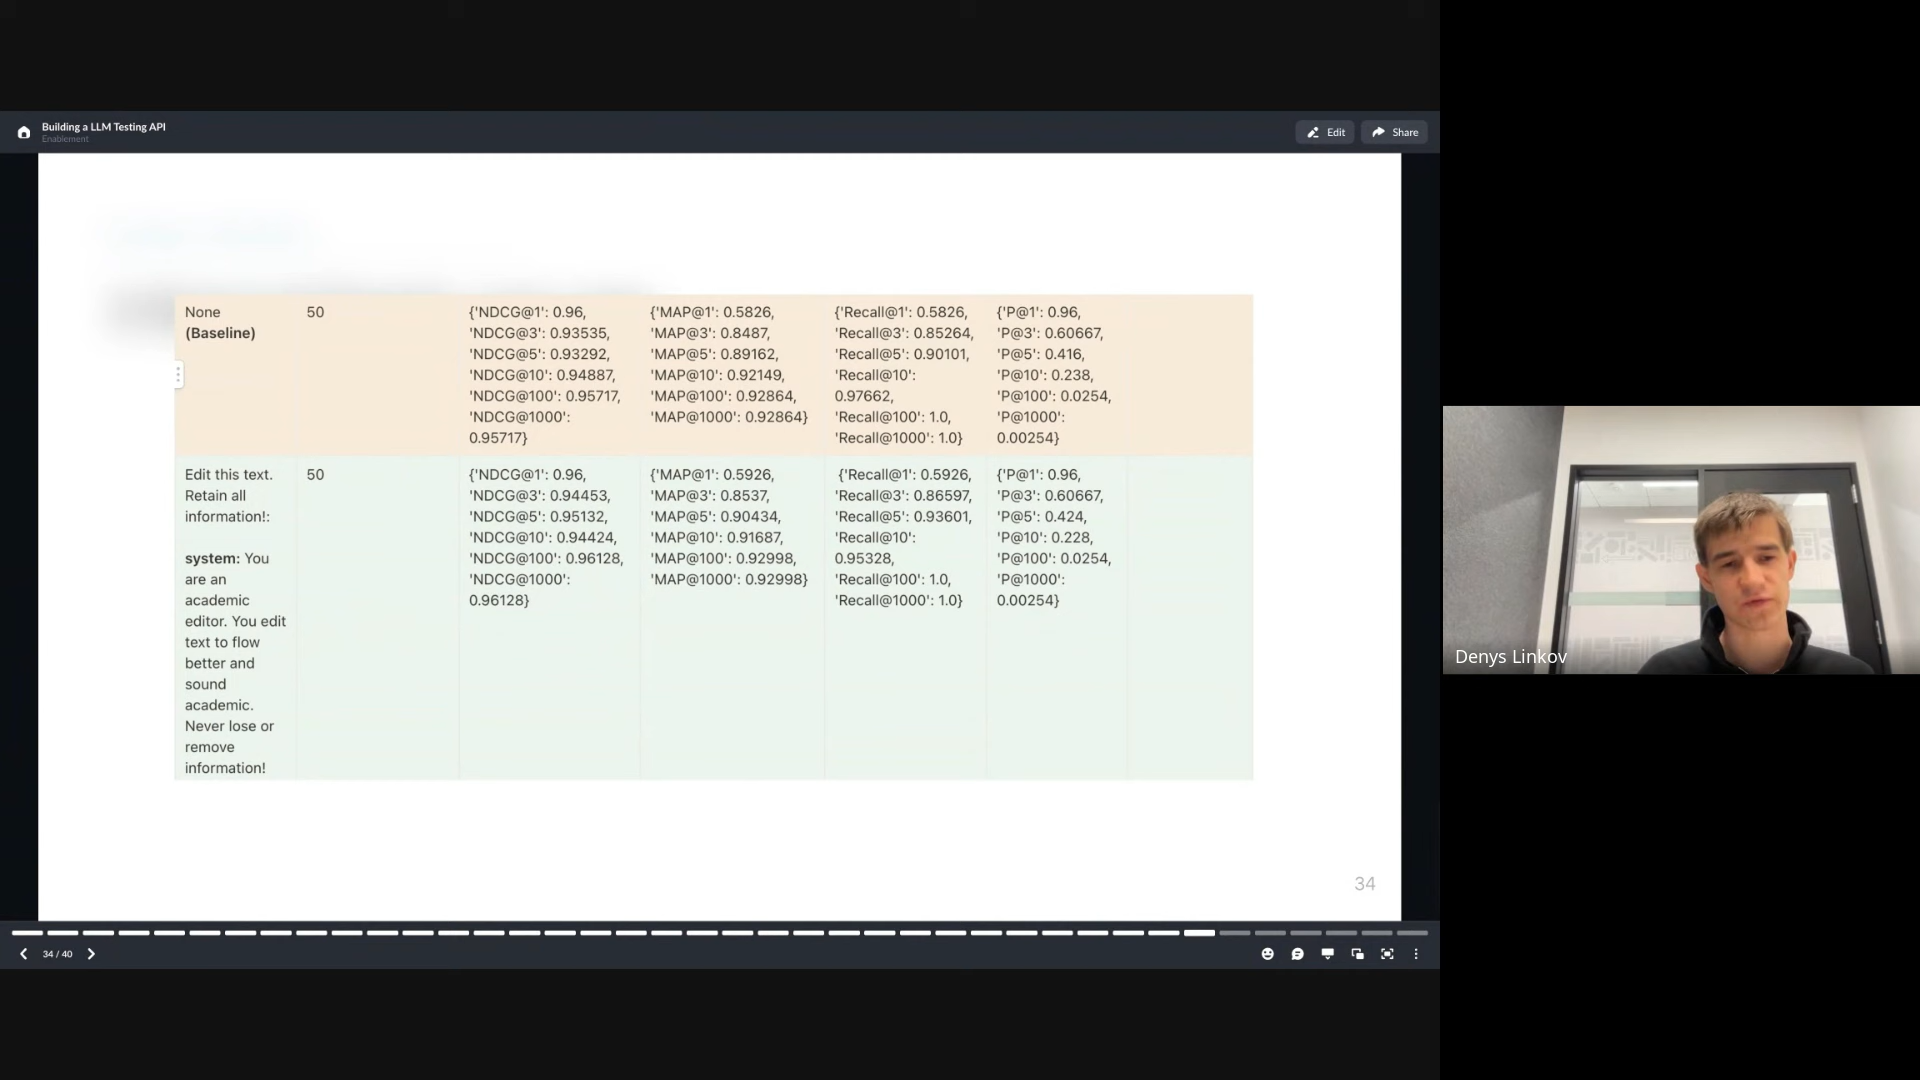 Building a LLM Testing API
Enablement
Edit
Share
None
(Baseline)
50
{'NDCG@1': 0.96,
'NDCG@3': 0.93535,
'NDCG@5': 0.93292,
'NDCG@10': 0.94887,
'NDCG@100': 0.95717,
'NDCG@1000':
0.95717}
{'MAP@1': 0.5826,
'MAP@3': 0.8487,
'MAP@5': 0.89162,
'MAP@10': 0.92149,
'MAP@100': 0.92864,
'MAP@1000': 0.92864}
{'Recall@1': 0.5826,
'Recall@3': 0.85264,
'Recall@5': 0.90101,
'Recall@10':
0.97662,
'Recall@100': 1.0,
'Recall@1000': 1.0}
{'P@1': 0.96,
'P@3': 0.60667,
'P@5': 0.416,
'P@10': 0.238,
'P@100': 0.0254,
'P@1000':
0.00254}
Edit this text.
Retain all
information!:
system: You
are an
academic
editor. You edit
text to flow
better and
sound
academic.
Never lose or
remove
information!
50
{'NDCG@1': 0.96,
'NDCG@3': 0.94453,
'NDCG@5': 0.95132,
'NDCG@10': 0.94424,
'NDCG@100': 0.96128,
'NDCG@1000':
0.96128}
{'MAP@1': 0.5926,
'MAP@3': 0.8537,
'MAP@5': 0.90434,
'MAP@10': 0.91687,
'MAP@100': 0.92998,
'MAP@1000': 0.92998}
{'Recall@1': 0.5926,
'Recall@3': 0.86597,
'Recall@5': 0.93601,
'Recall@10':
0.95328,
'Recall@100': 1.0,
'Recall@1000': 1.0}
{'P@1': 0.96,
'P@3': 0.60667,
'P@5': 0.424,
'P@10': 0.228,
'P@100': 0.0254,
'P@1000':
0.00254}
34
34 / 40
Denys Linkov